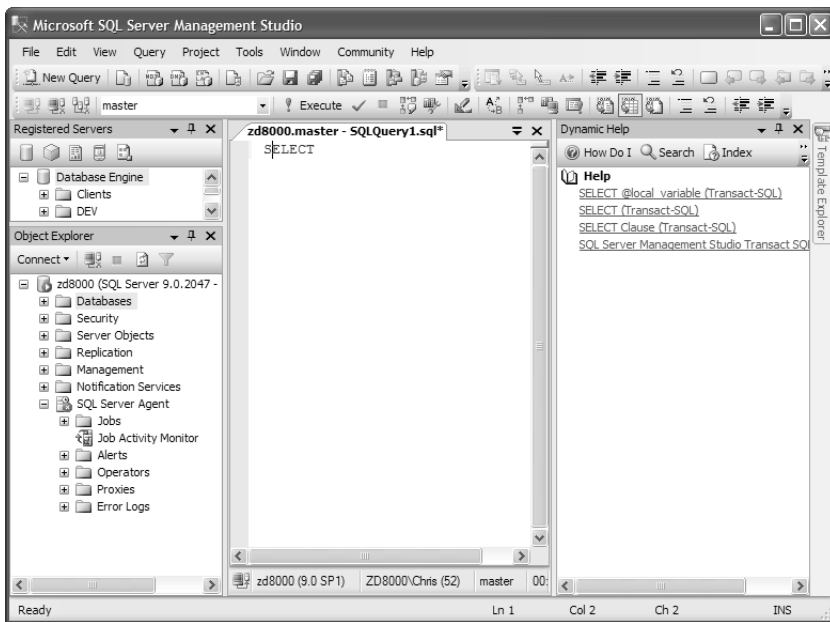 Microsoft SQL Server Management Studio
File Edit View Query Project Tools Window Community Help
New Query
master
Execute
Registered Servers
Database Engine
Clients
DEV
Object Explorer
Connect
zd8000 (SQL Server 9.0.2047 -
Databases
Security
Server Objects
Replication
Management
Notification Services
SQL Server Agent
Jobs
Job Activity Monitor
Alerts
Operators
Proxies
Error Logs
zd8000.master - SQLQuery1.sql*
SELECT
zd8000 (9.0 SP1) ZD8000\Chris (52) master 00:
Dynamic Help
How Do I Search Index
Help
SELECT @local_variable (Transact-SQL)
SELECT (Transact-SQL)
SELECT Clause (Transact-SQL)
SQL Server Management Studio Transact SQL
Template Explorer
Ready Ln 1 Col 2 Ch 2 INS